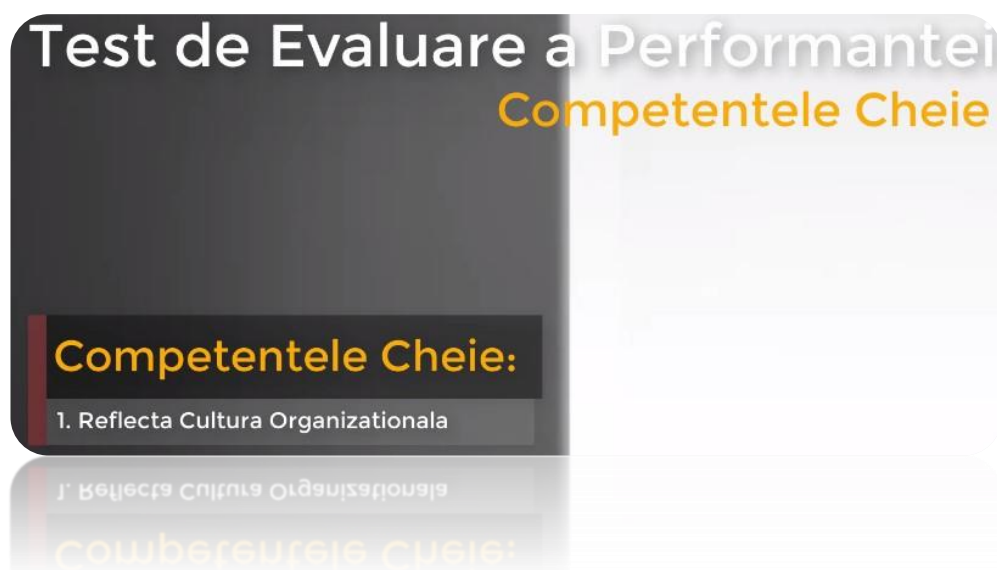 Test de Evaluare a Performantei
Competentele Cheie
Competentele Cheie:
1. Reflecta Cultura Organizationala